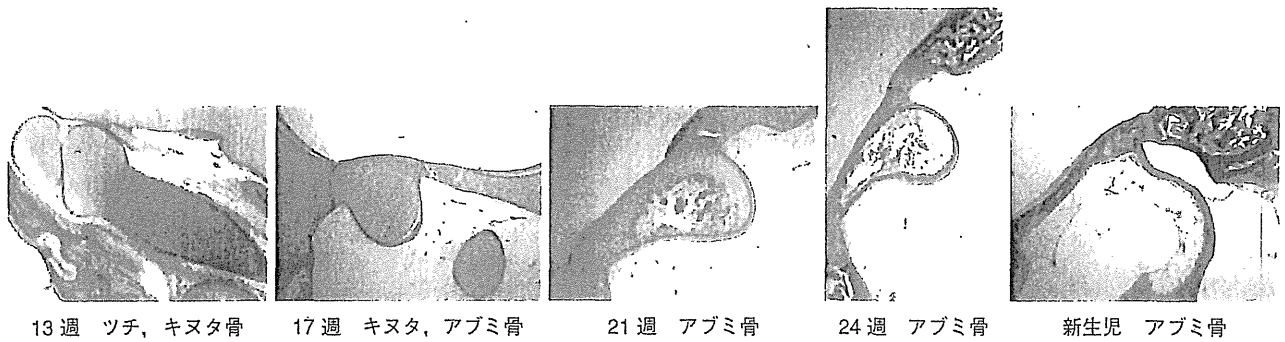 13 週 ツチ，キヌタ骨
17 週 キヌタ，アブミ骨
21 週 アブミ骨
24 週 アブミ骨
新生児 アブミ骨